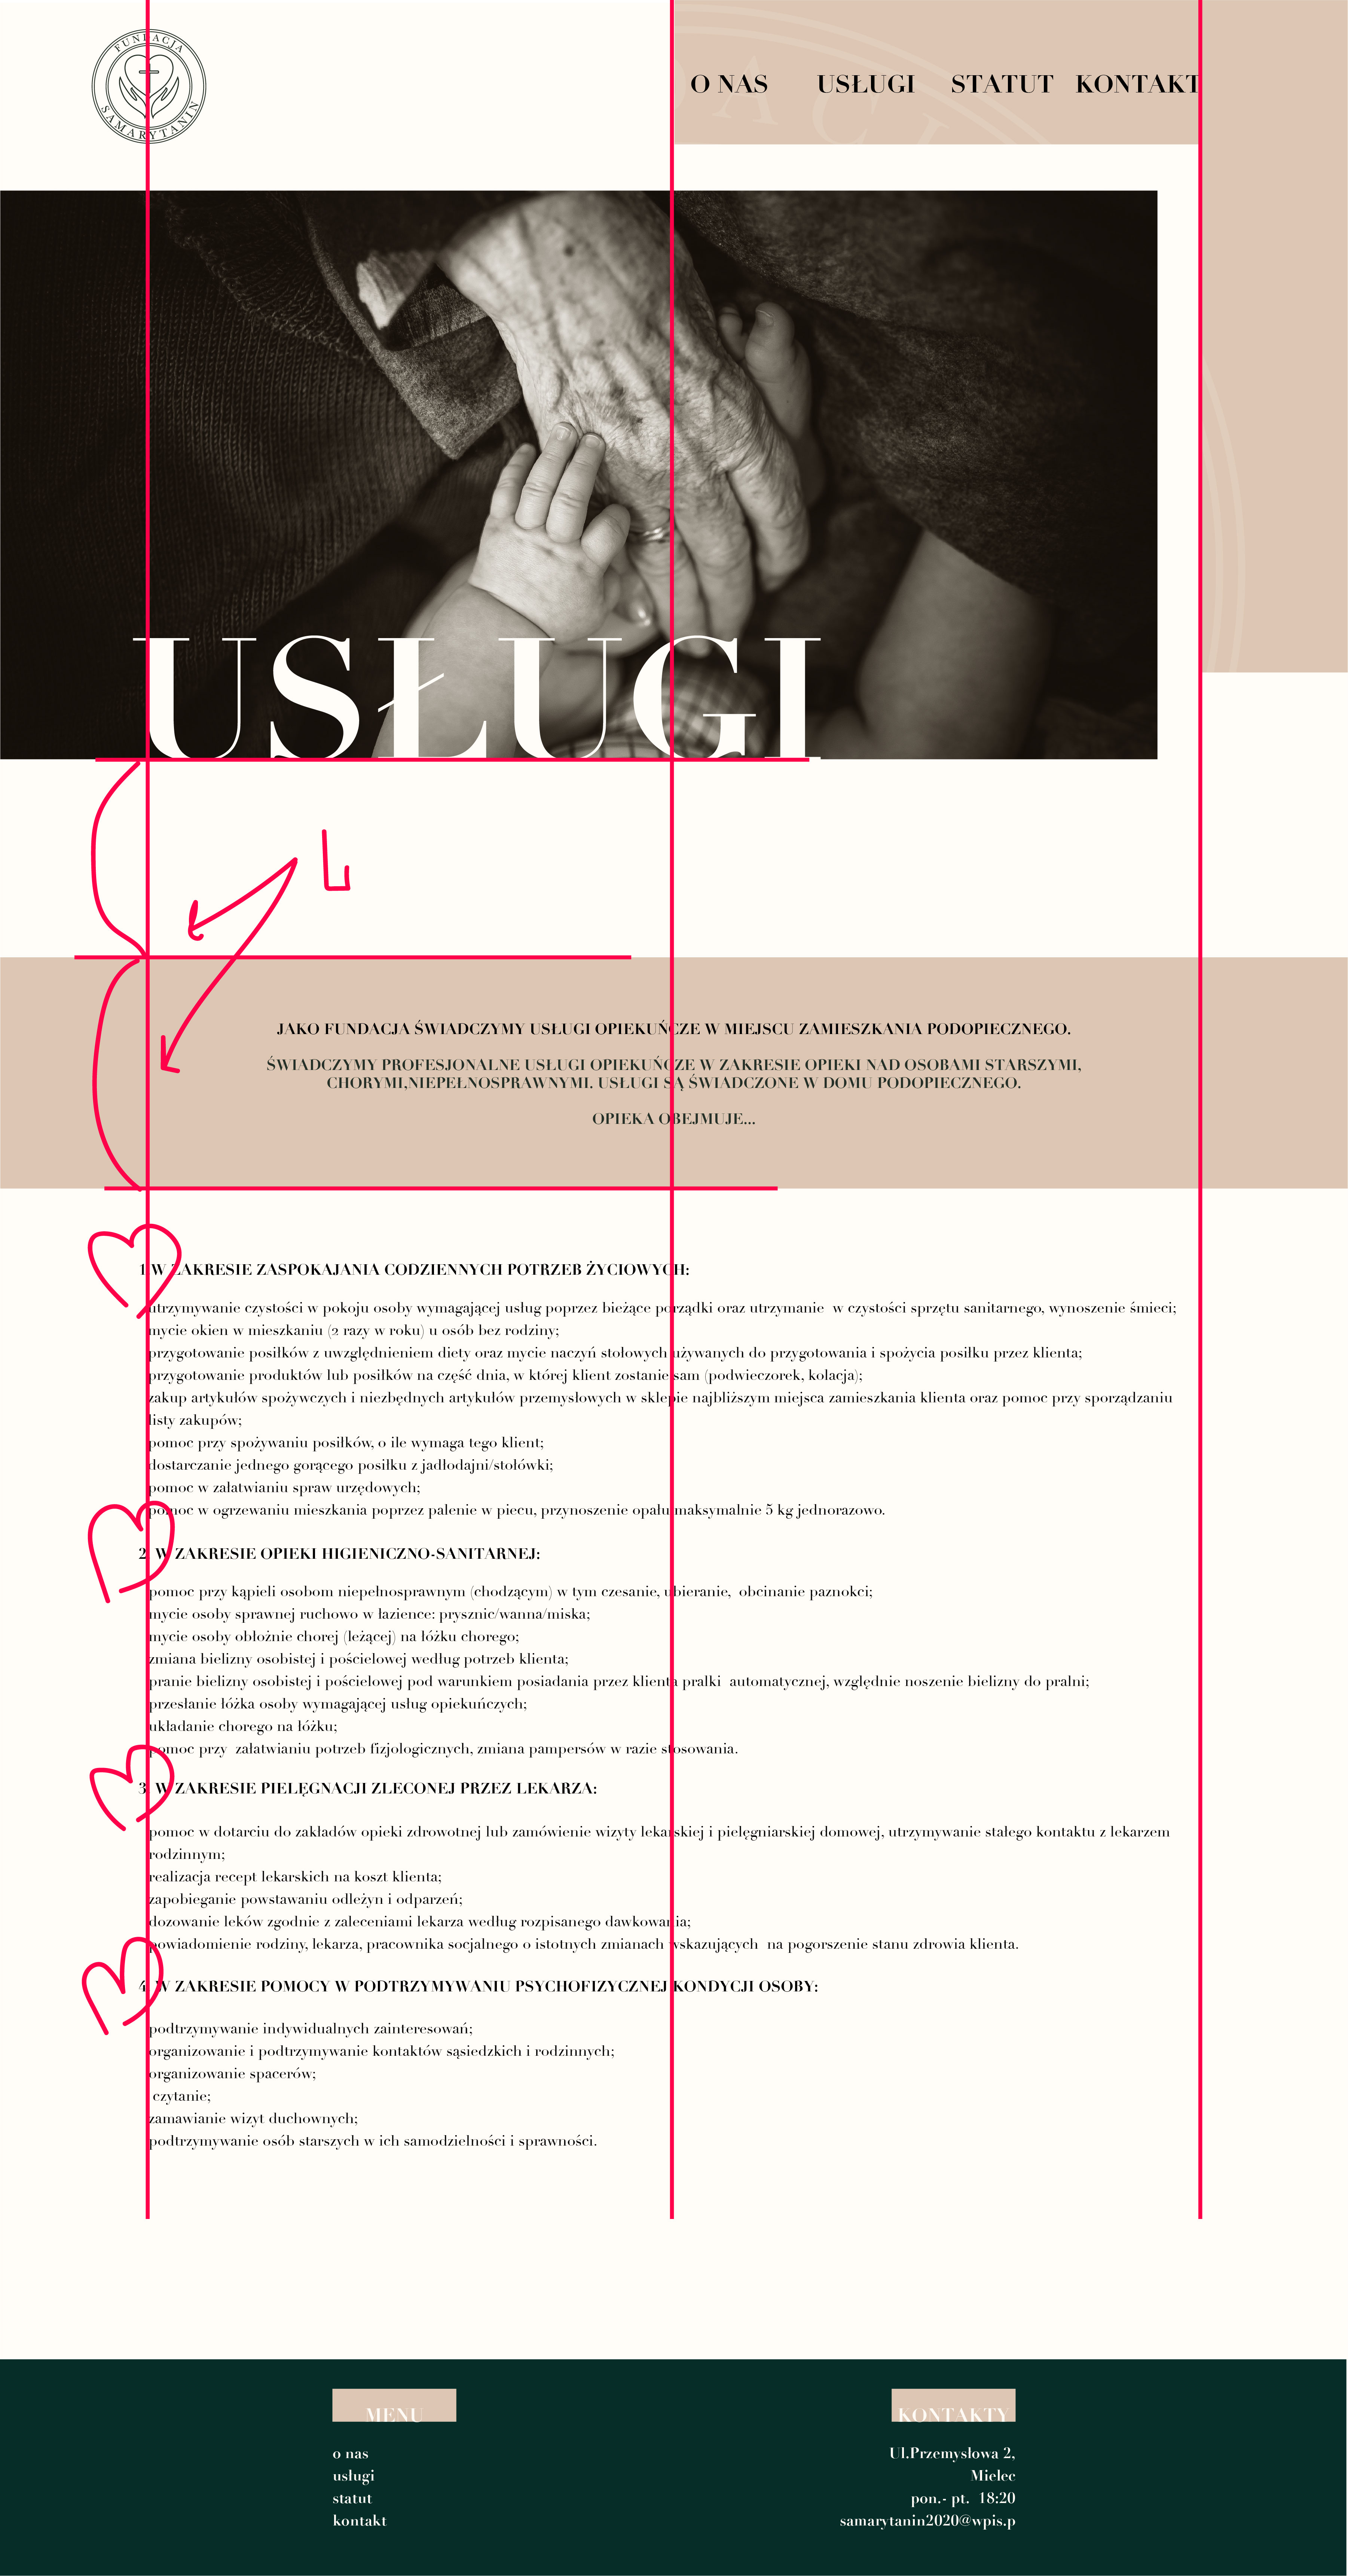 FUNDACJA
SAMARYTANIN
O NAS USŁUGI STATUT KONTAKT
USŁUGI
JAKO FUNDACJA ŚWIADCZYMY USŁUGI OPIEKUŃCZE W MIEJSCU ZAMIESZKANIA PODOPIECZNEGO.
ŚWIADCZYMY PROFESJONALNE USŁUGI OPIEKUŃCZE W ZAKRESIE OPIEKI NAD OSOBAMI STARSZYMI,
CHORYMI,NIEPEŁNOSPRAWNYMI. USŁUGI SĄ ŚWIADCZONE W DOMU PODOPIECZNEGO.
OPIEKA OBEJMUJE...
1. W ZAKRESIE ZASPOKAJANIA CODZIENNYCH POTRZEB ŻYCIOWYCH:
utrzymywanie czystości w pokoju osoby wymagającej usług poprzez bieżące porządki oraz utrzymanie  w czystości sprzętu sanitarnego, wynoszenie śmieci;
mycie okien w mieszkaniu (2 razy w roku) u osób bez rodziny;
przygotowanie posiłków z uwzględnieniem diety oraz mycie naczyń stołowych używanych do przygotowania i spożycia posiłku przez klienta;
przygotowanie produktów lub posiłków na część dnia, w której klient zostanie sam (podwieczorek, kolacja);
zakup artykułów spożywczych i niezbędnych artykułów przemysłowych w sklepie najbliższym miejsca zamieszkania klienta oraz pomoc przy sporządzaniu
listy zakupów;
pomoc przy spożywaniu posiłków, o ile wymaga tego klient;
dostarczanie jednego gorącego posiłku z jadłodajni/stołówki;
pomoc w załatwianiu spraw urzędowych;
pomoc w ogrzewaniu mieszkania poprzez palenie w piecu, przynoszenie opału maksymalnie 5 kg jednorazowo.
2. W ZAKRESIE OPIEKI HIGIENICZNO-SANITARNEJ:
pomoc przy kąpieli osobom niepełnosprawnym (chodzącym) w tym czesanie, ubieranie,  obcinanie paznokci;
mycie osoby sprawnej ruchowo w łazience: prysznic/wanna/miska;
mycie osoby obłożnie chorej (leżącej) na łóżku chorego;
zmiana bielizny osobistej i pościelowej według potrzeb klienta;
pranie bielizny osobistej i pościelowej pod warunkiem posiadania przez klienta pralki  automatycznej, względnie noszenie bielizny do pralni;
przesłanie łóżka osoby wymagającej usług opiekuńczych;
układanie chorego na łóżku;
pomoc przy  załatwianiu potrzeb fizjologicznych, zmiana pampersów w razie stosowania.
3. W ZAKRESIE PIELĘGNACJI ZLECONEJ PRZEZ LEKARZA:
pomoc w dotarciu do zakładów opieki zdrowotnej lub zamówienie wizyty lekarskiej i pielęgniarskiej domowej, utrzymywanie stałego kontaktu z lekarzem
rodzinnym;
realizacja recept lekarskich na koszt klienta;
zapobieganie powstawaniu odleżyn i odparzeń;
dozowanie leków zgodnie z zaleceniami lekarza według rozpisanego dawkowania;
powiadomienie rodziny, lekarza, pracownika socjalnego o istotnych zmianach wskazujących  na pogorszenie stanu zdrowia klienta.
4. W ZAKRESIE POMOCY W PODTRZYMYWANIU PSYCHOFIZYCZNEJ KONDYCJI OSOBY:
podtrzymywanie indywidualnych zainteresowań;
organizowanie i podtrzymywanie kontaktów sąsiedzkich i rodzinnych;
organizowanie spacerów;
czytanie;
zamawianie wizyt duchownych;
podtrzymywanie osób starszych w ich samodzielności i sprawności.
MENU
o nas
usługi
statut
kontakt
KONTAKTY
Ul.Przemysłowa 2,
Mielec
pon.- pt.  18:20
samarytanin2020@wpis.p